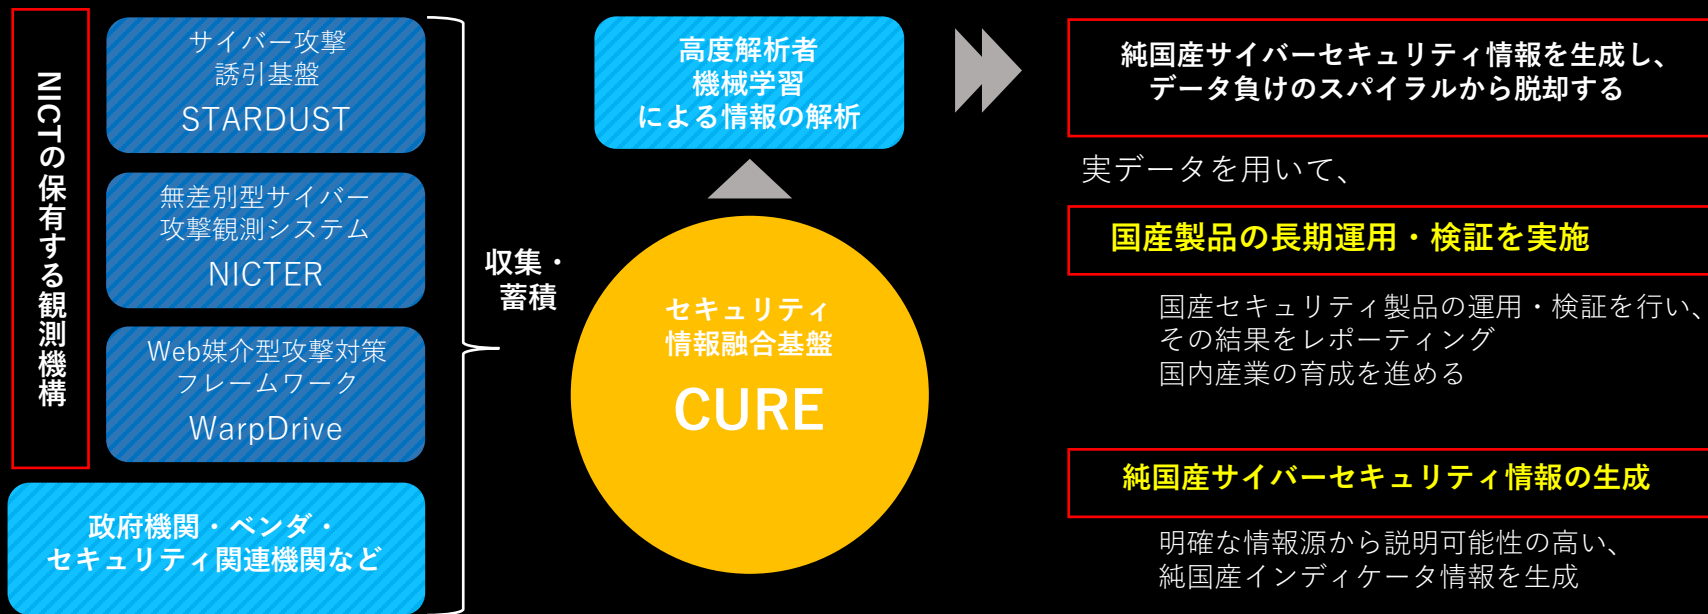 NICTの保有する観測機構
サイバー攻撃
誘引基盤
STARDUST
無差別型サイバー
攻撃観測システム
NICTER
Web媒介型攻撃対策
フレームワーク
WarpDrive
政府機関・ベンダ・
セキュリティ関連機関など
収集・
蓄積
高度解析者
機械学習
による情報の解析
セキュリティ
情報融合基盤
CURE
純国産サイバーセキュリティ情報を生成し、
データ負けのスパイラルから脱却する
実データを用いて、
国産製品の長期運用・検証を実施
国産セキュリティ製品の運用・検証を行い、
その結果をレポーティング
国内産業の育成を進める
純国産サイバーセキュリティ情報の生成
明確な情報源から説明可能性の高い、
純国産インディケータ情報を生成